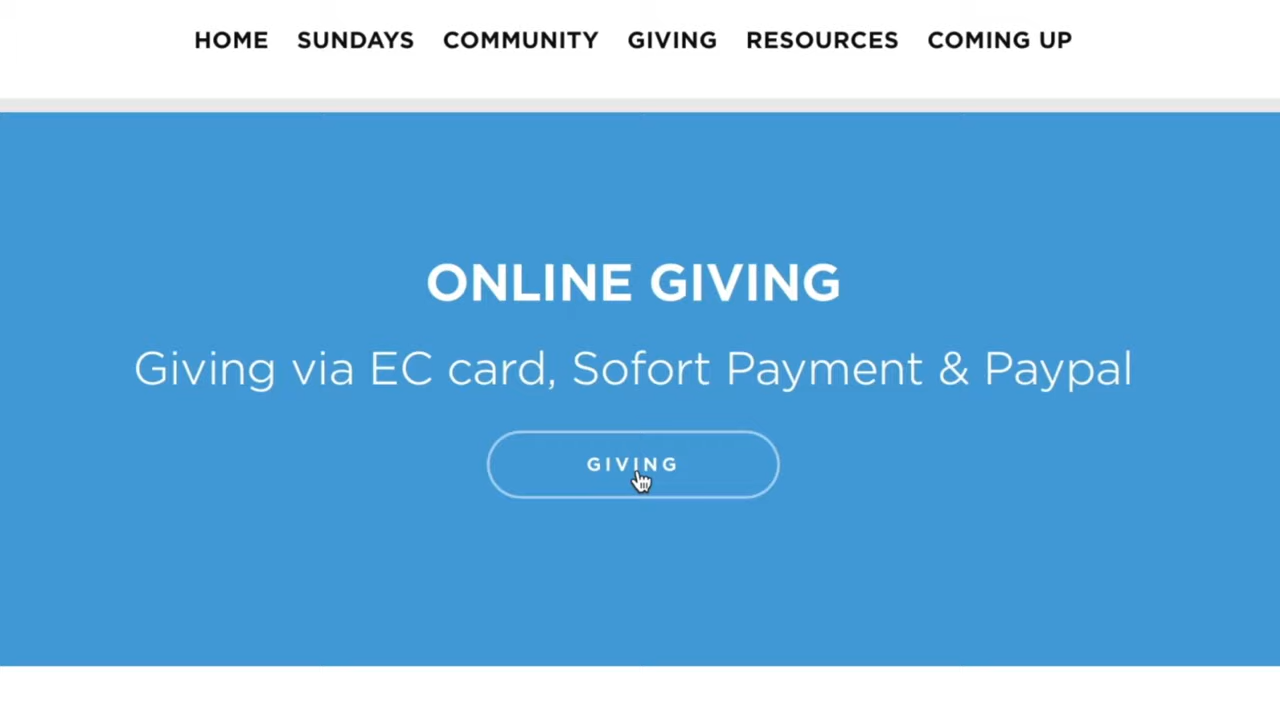 HOME SUNDAYS COMMUNITY GIVING RESOURCES COMING UP
ONLINE GIVING
Giving via EC card, Sofort Payment & Paypal
GIVING